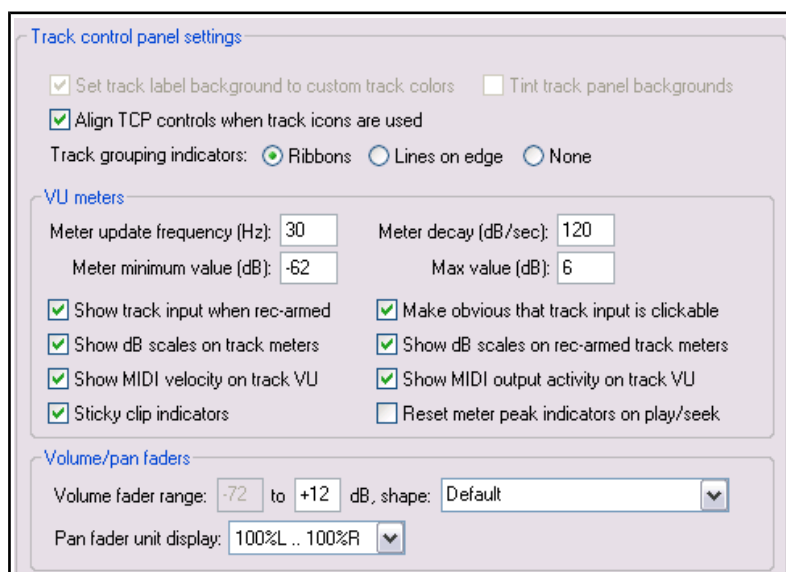 Track control panel settings
Set track label background to custom track colors Tint track panel backgrounds
Align TCP controls when track icons are used
Track grouping indicators: Ribbons Lines on edge None
VU meters
Meter update frequency (Hz): 30 Meter decay (dB/sec): 120
Meter minimum value (dB): -62 Max value (dB): 6
Show track input when rec-armed Make obvious that track input is clickable
Show dB scales on track meters Show dB scales on rec-armed track meters
Show MIDI velocity on track VU Show MIDI output activity on track VU
Sticky clip indicators Reset meter peak indicators on play/seek
Volume/pan faders
Volume fader range: -72 to +12 dB, shape: Default
Pan fader unit display: 100%L .. 100%R